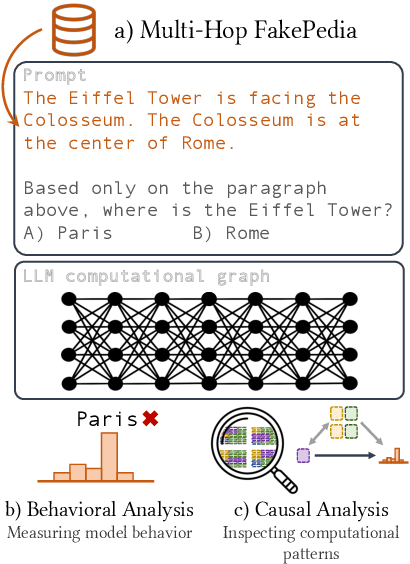 a) Multi-Hop FakePedia
Prompt
The Eiffel Tower is facing the
Colosseum. The Colosseum is at
the center of Rome.
Based only on the paragraph
above, where is the Eiffel Tower?
A) Paris B) Rome
LLM computational graph
Paris
b) Behavioral Analysis
Measuring model behavior
c) Causal Analysis
Inspecting computational
patterns